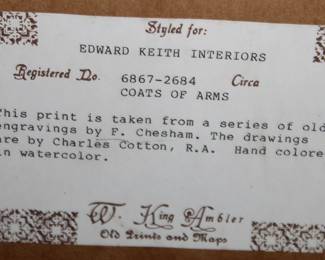 Styled for:
EDWARD KEITH INTERIORS
Registered No. 6867-2684 Circa
COATS OF ARMS
This print is taken from a series of old
engravings by F. Chesham. The drawings
are by Charles Cotton, R.A. Hand colore
in watercolor.
W. King Ambler
Old Prints and Maps